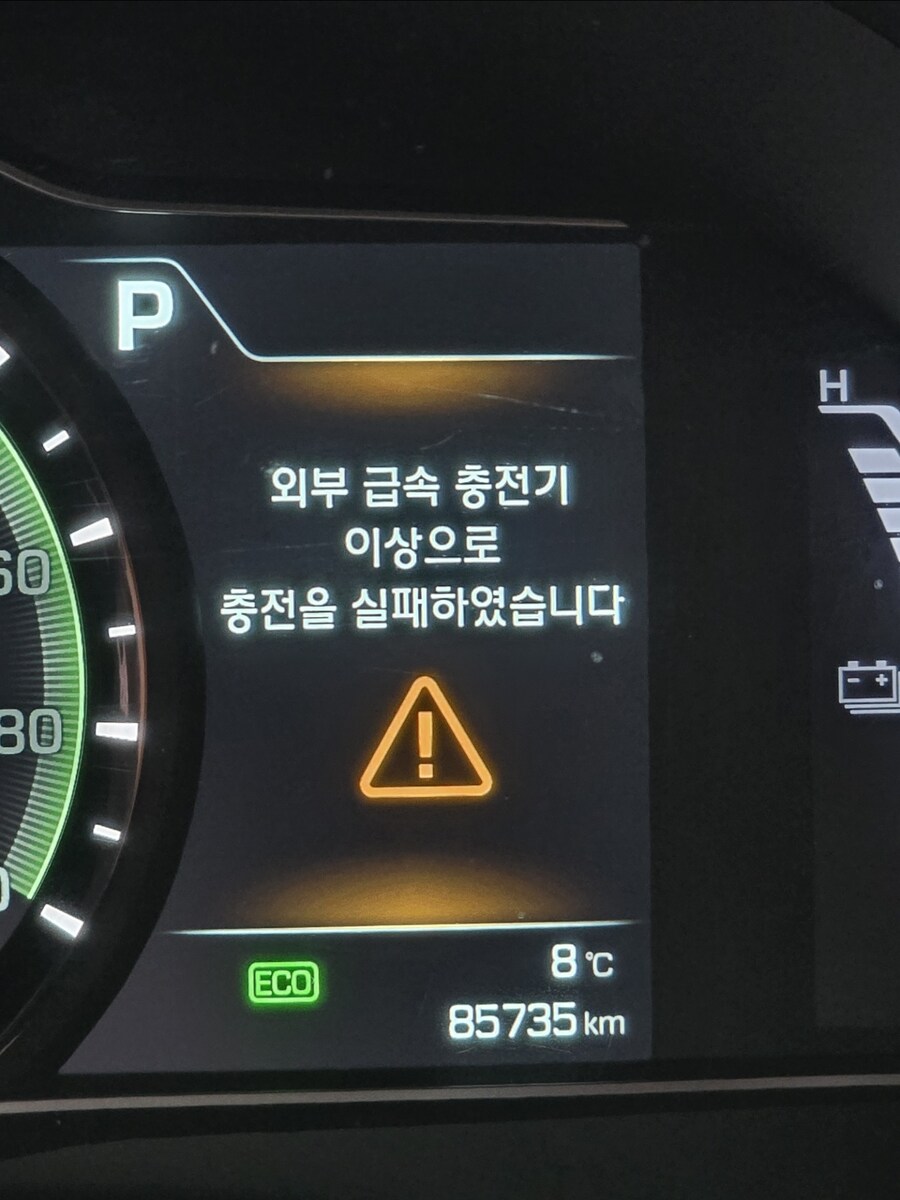 P
H
외부 급속 충전기
이상으로
충전을 실패하였습니다
60
80
ECO
8 °C
85735 km